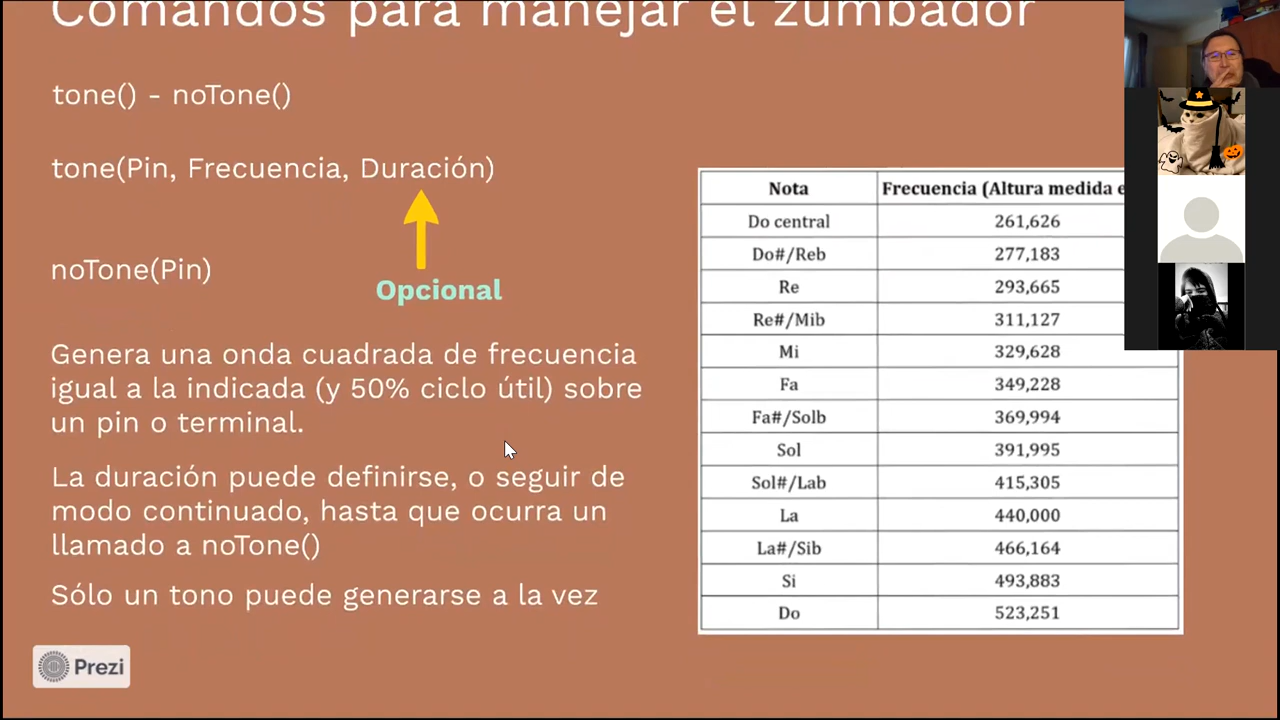 Comandos para manejar el zumbador
tone() - noTone()
tone(Pin, Frecuencia, Duración)
Opcional
noTone(Pin)
Genera una onda cuadrada de frecuencia
igual a la indicada (y 50% ciclo útil) sobre
un pin o terminal.
La duración puede definirse, o seguir de
modo continuado, hasta que ocurra un
llamado a noTone()
Sólo un tono puede generarse a la vez
Prezi
Nota Frecuencia (Altura medida e
Do central 261,626
Do#/Reb 277,183
Re 293,665
Re#/Mib 311,127
Mi 329,628
Fa 349,228
Fa#/Solb 369,994
Sol 391,995
Sol#/Lab 415,305
La 440,000
La#/Sib 466,164
Si 493,883
Do 523,251